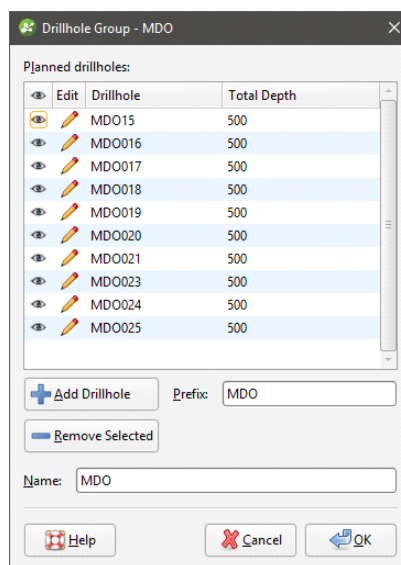 Drillhole Group - MDO
Planned drillholes:
Edit Drillhole Total Depth
MDO15 500
MDO016 500
MDO017 500
MDO018 500
MDO019 500
MDO020 500
MDO021 500
MDO023 500
MDO024 500
MDO025 500
Add Drillhole Prefix: MDO
Remove Selected
Name: MDO
Help Cancel OK